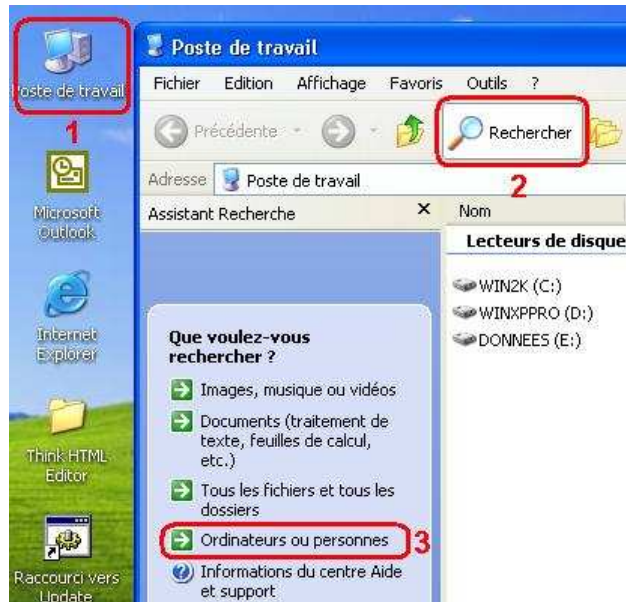 Poste de travail
Fichier Edition Affichage Favoris Outils ?
Précédente Rechercher
Adresse Poste de travail
Assistant Recherche X Nom
Lecteurs de disque
WIN2K (C:)
WINXPPRO (D:)
DONNEES (E:)
Que voulez-vous
rechercher ?
Images, musique ou vidéos
Documents (traitement de
texte, feuilles de calcul,
etc.)
Tous les fichiers et tous les
dossiers
Ordinateurs ou personnes
Informations du centre Aide
et support
Poste de travail
1
2
3
Microsoft
Outlook
Internet
Explorer
Think HTML
Editor
Raccourci vers
Update